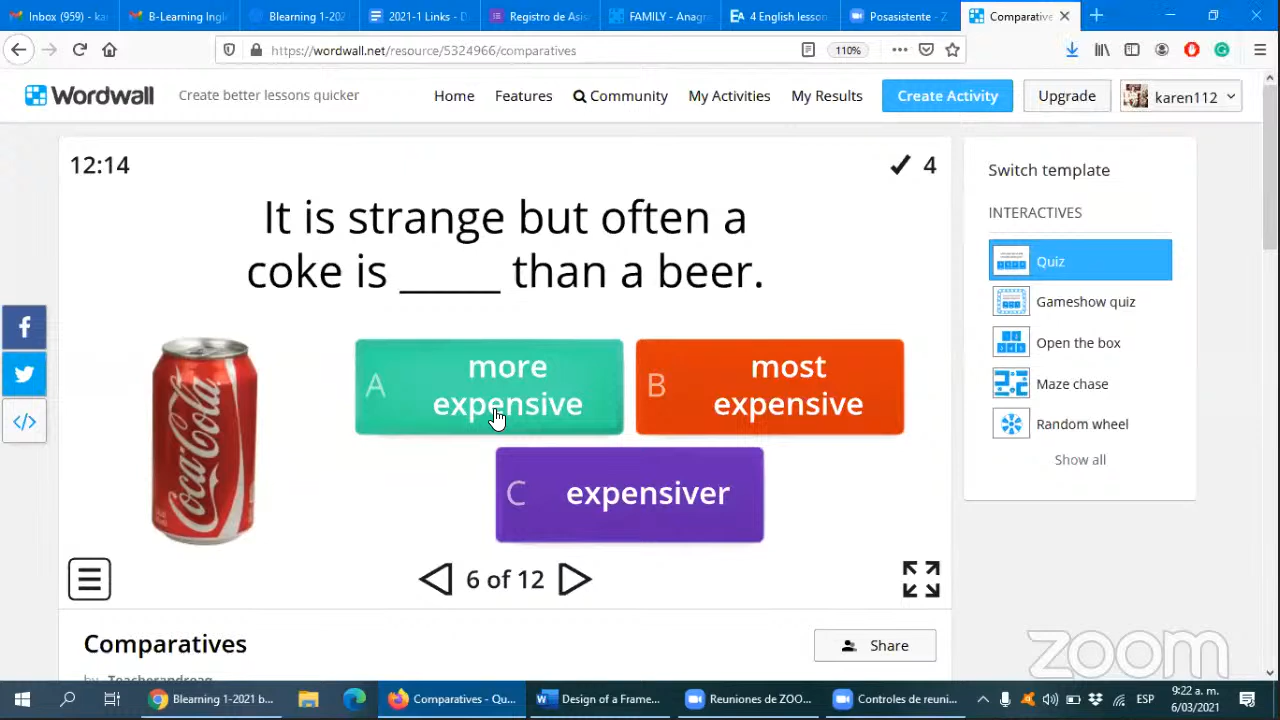 Inbox (959)
B-Learning Ingl
Blearning 1-202
2021-1 Links - D
Registro de Asis
FAMILY - Anagr
4 English lesson
Posasistente - Z
Comparative
https://wordwall.net/resource/5324966/comparatives
110%
Wordwall
Create better lessons quicker
Home
Features
Community
My Activities
My Results
Create Activity
Upgrade
karen112
12:14
4
It is strange but often a
coke is _____ than a beer.
Coca-Cola
A
more
expensive
B
most
expensive
C
expensiver
6 of 12
Switch template
INTERACTIVES
Quiz
Gameshow quiz
Open the box
Maze chase
Random wheel
Show all
Comparatives
Share
by Teacherandreag
zoom
Blearning 1-2021 b...
Comparatives - Qu...
Design of a Frame...
Reuniones de ZOO...
Controles de reuni...
ESP
9:22 a. m.
6/03/2021